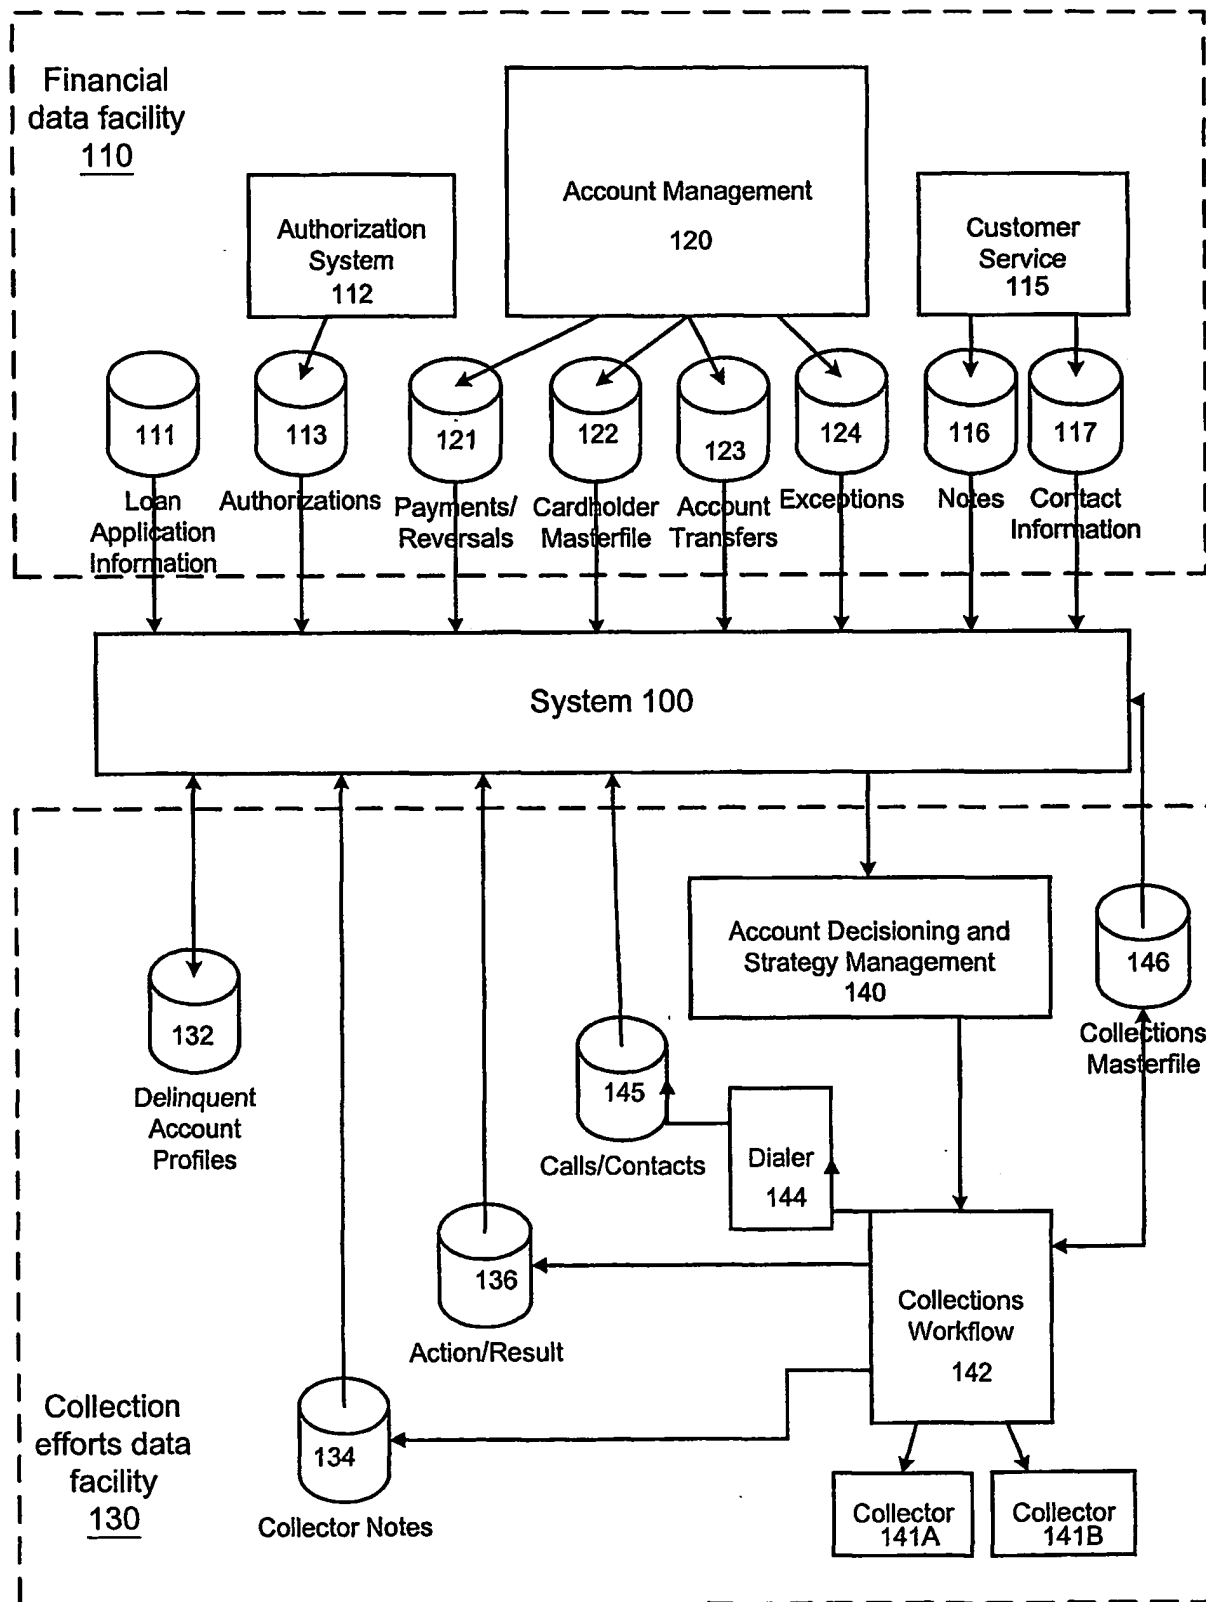 Financial
data facility
110
Authorization
System
112
Account Management
120
Customer
Service
115
111
113
121
122
123
124
116
117
Loan
Application
Information
Authorizations
Payments/
Reversals
Cardholder
Masterfile
Account
Transfers
Exceptions
Notes
Contact
Information
System 100
Account Decisioning and
Strategy Management
140
146
Collections
Masterfile
132
Delinquent
Account
Profiles
145
Calls/Contacts
Dialer
144
136
Action/Result
Collections
Workflow
142
Collection
efforts data
facility
130
134
Collector Notes
Collector
141A
Collector
141B